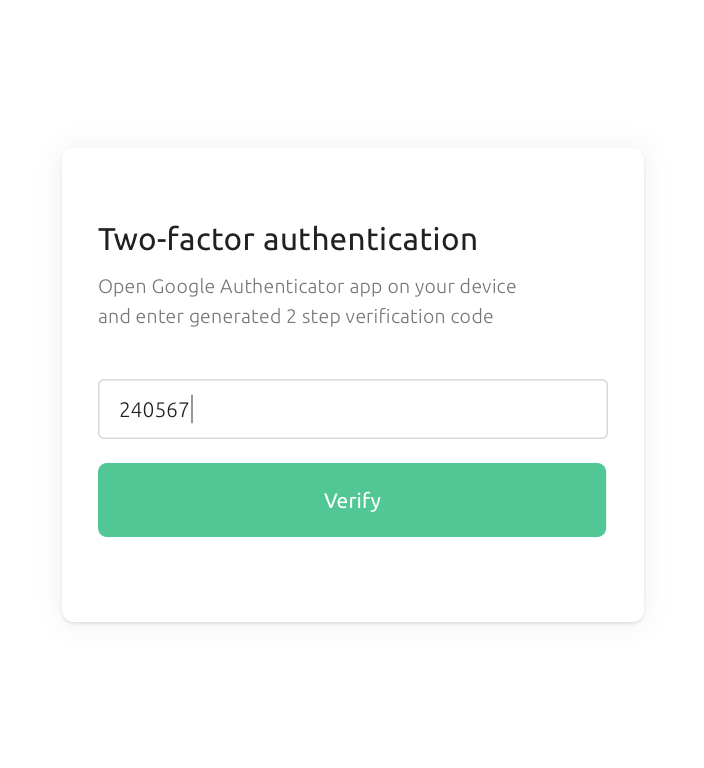 Two-factor authentication
Open Google Authenticator app on your device
and enter generated 2 step verification code
240567
Verify